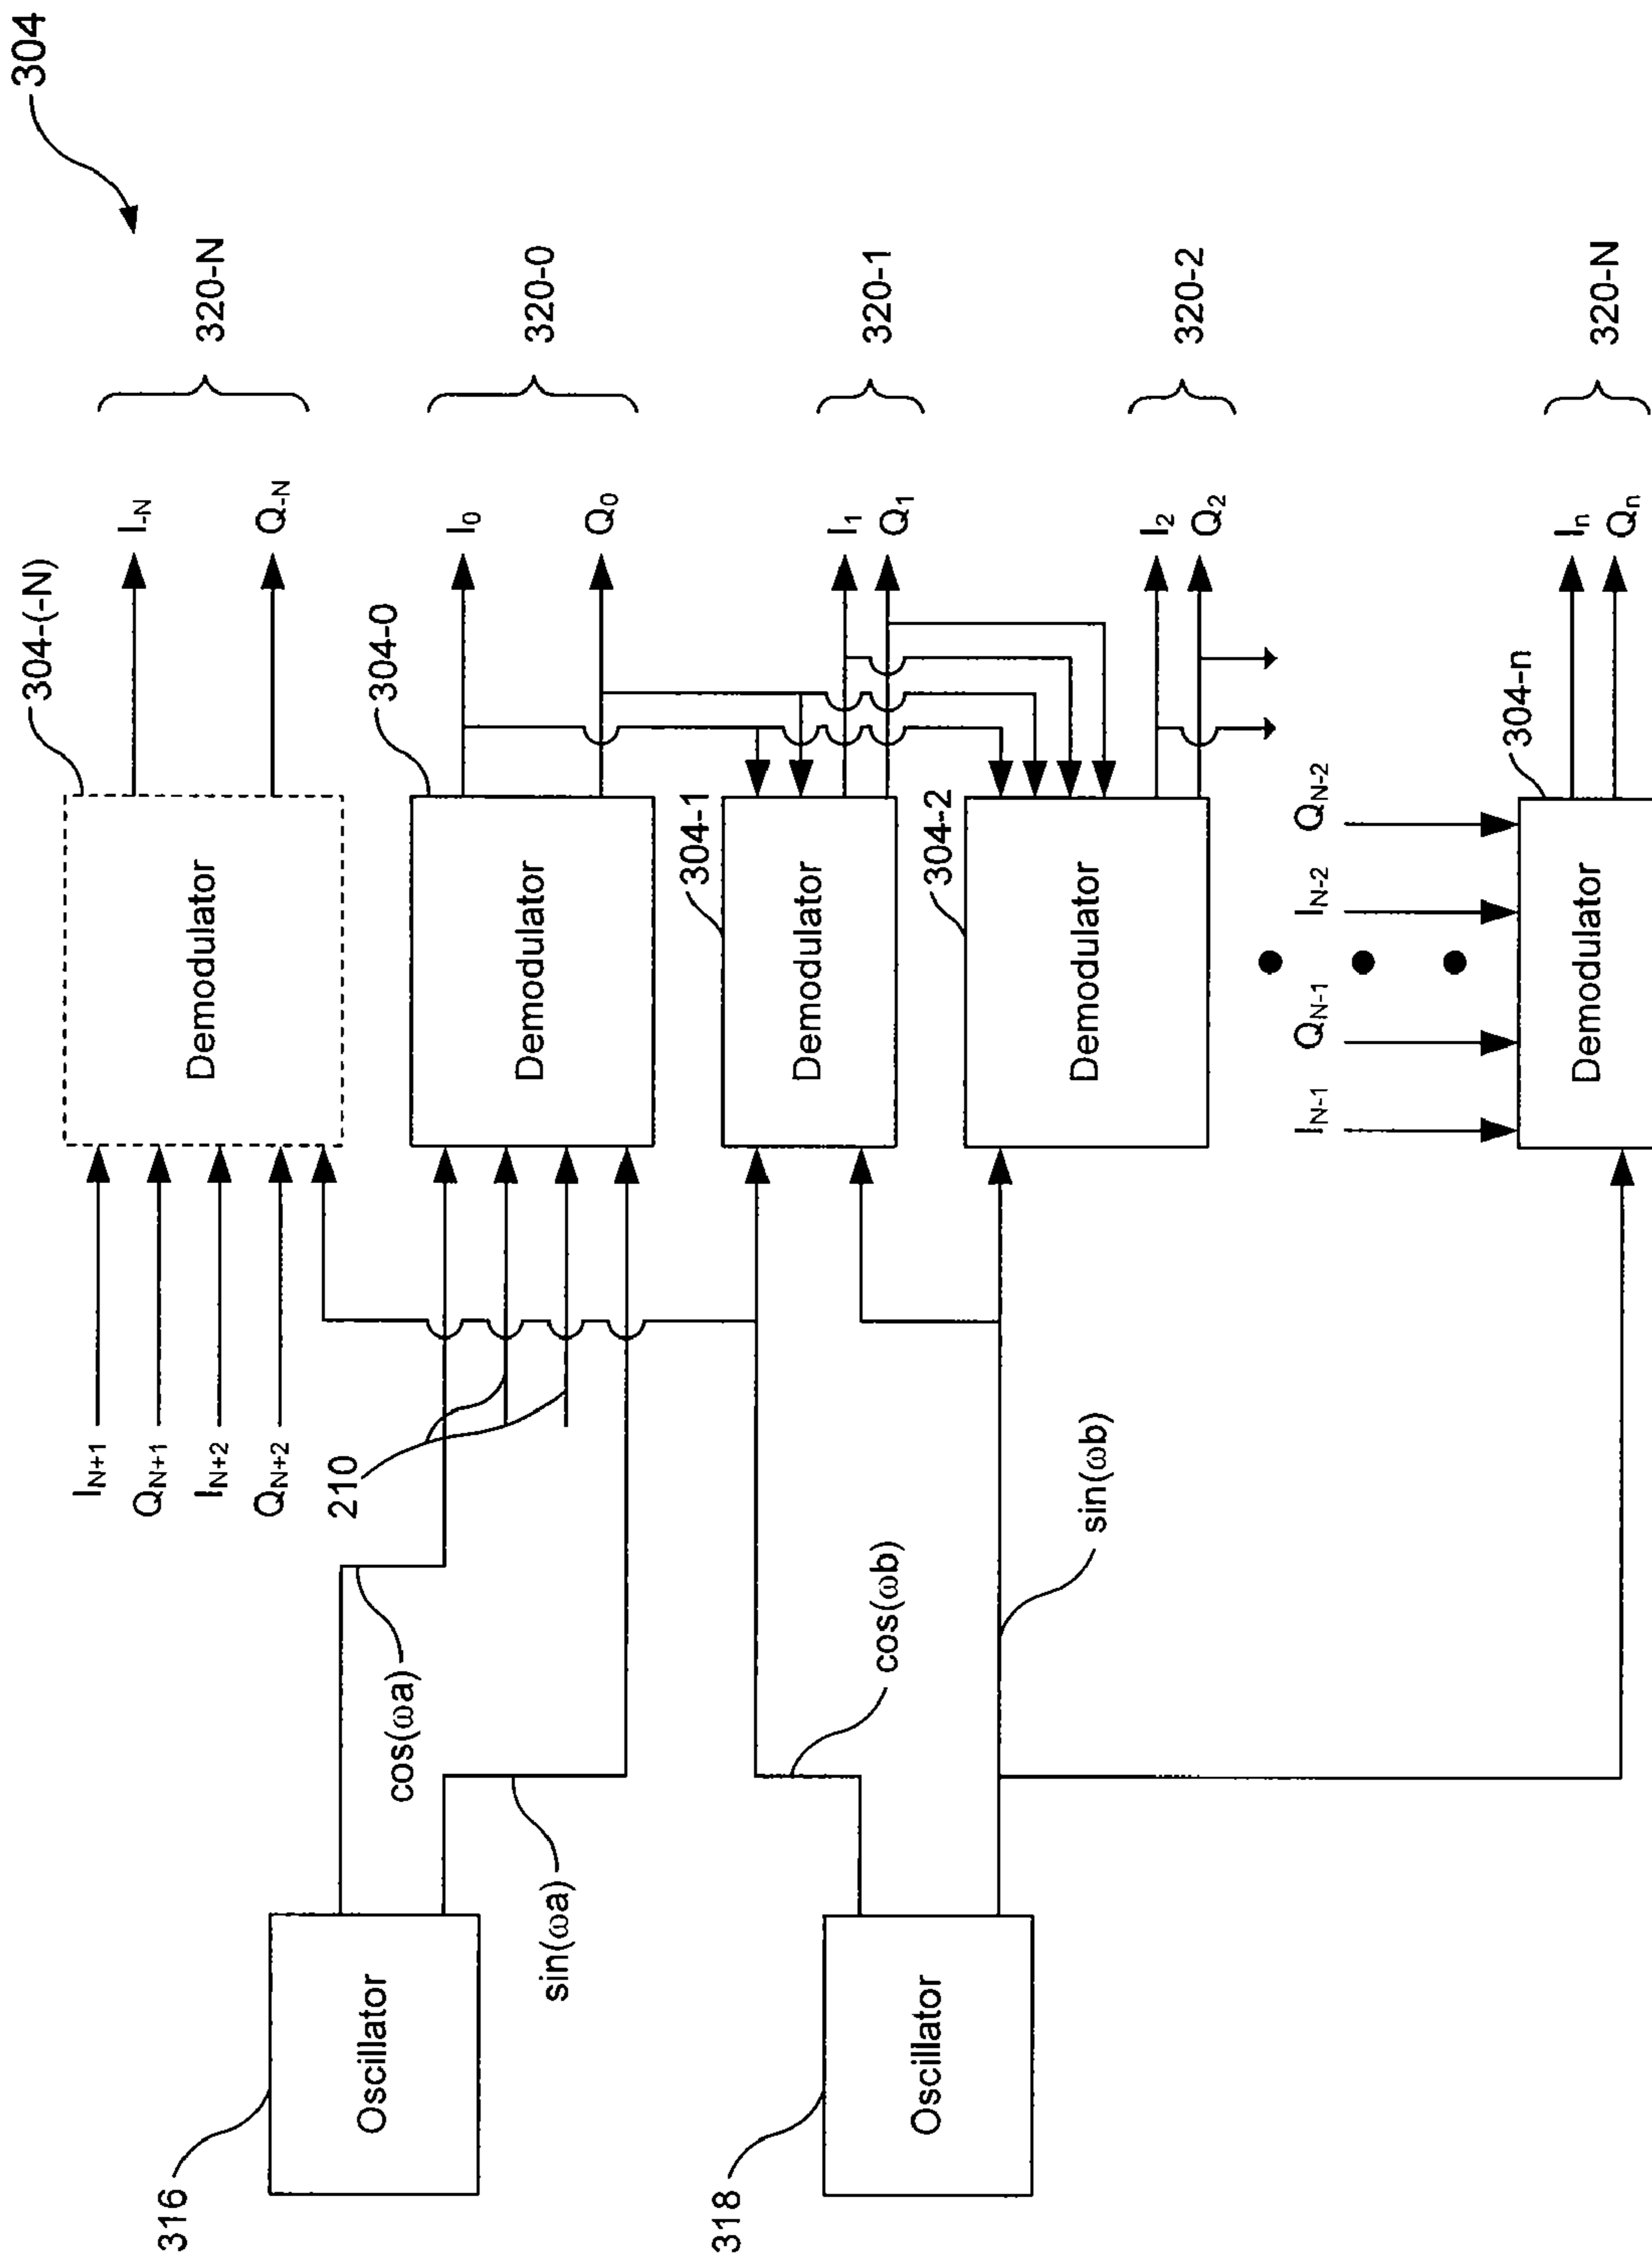 304
304-(-N)
I-N
Q-N
320-N
IN+1
QN+1
IN+2
QN+2
Demodulator
210
304-0
I0
Q0
320-0
Demodulator
316
Oscillator
cos(ωa)
sin(ωa)
304-1
I1
Q1
320-1
Demodulator
304-2
I2
Q2
320-2
Demodulator
318
Oscillator
cos(ωb)
sin(ωb)
IN-1
QN-1
IN-2
QN-2
304-n
In
Qn
320-N
Demodulator